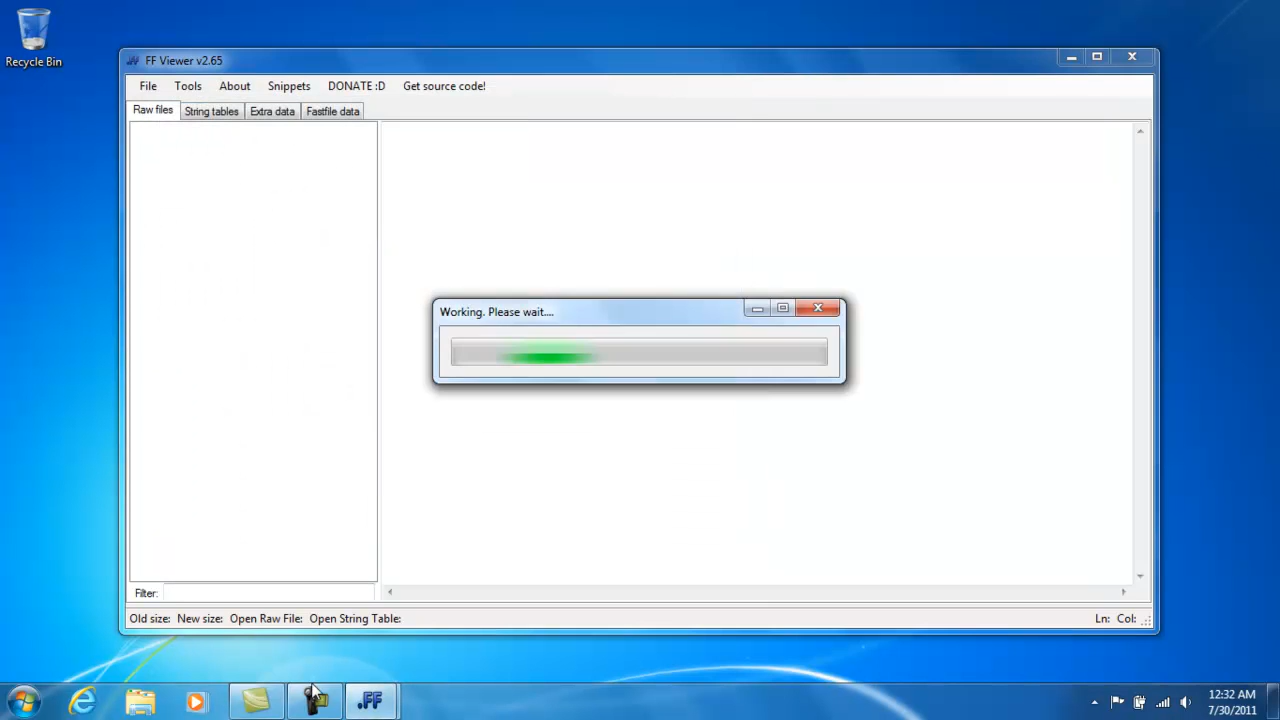 Recycle Bin
FF Viewer v2.65
File Tools About Snippets DONATE :D Get source code!
Raw files String tables Extra data Fastfile data
Working. Please wait....
Filter:
Old size: New size: Open Raw File: Open String Table: Ln: Col:
.FF
12:32 AM
7/30/2011